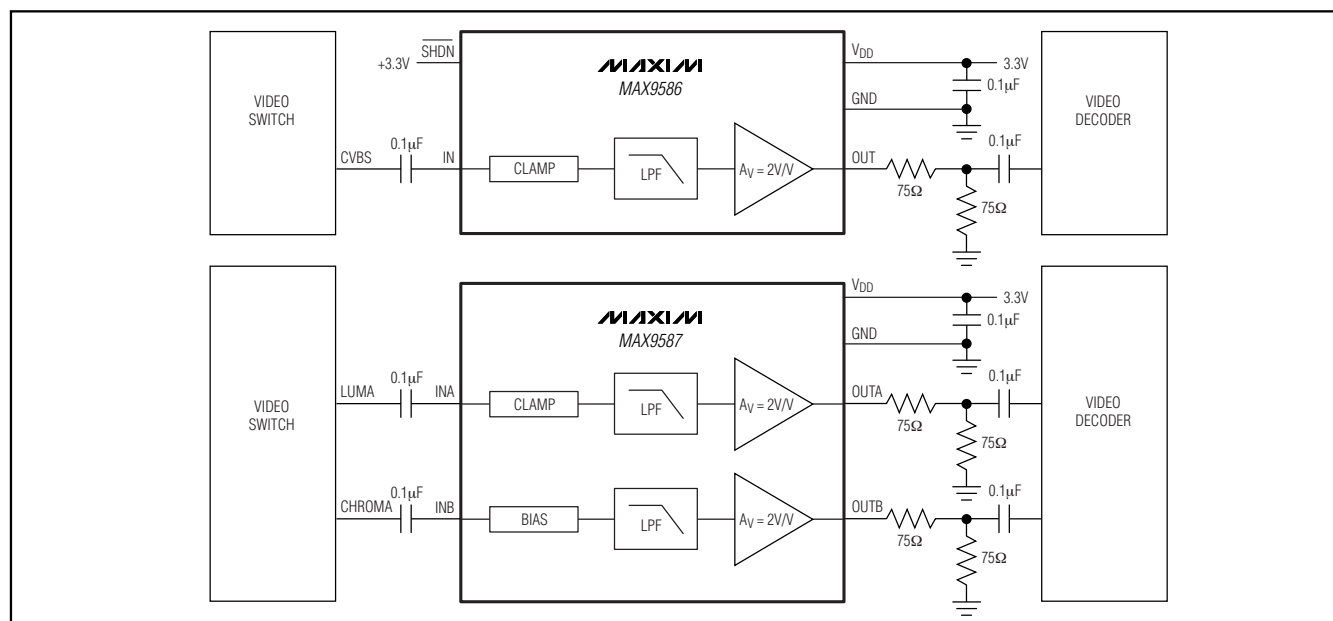 VIDEO
SWITCH
+3.3V
SHDN
CVBS
0.1µF
IN
MAXIM
MAX9586
CLAMP
LPF
AV = 2V/V
VDD
3.3V
0.1µF
GND
OUT
75Ω
75Ω
0.1µF
VIDEO
DECODER
VIDEO
SWITCH
LUMA
0.1µF
INA
CHROMA
0.1µF
INB
MAXIM
MAX9587
CLAMP
LPF
AV = 2V/V
BIAS
LPF
AV = 2V/V
VDD
3.3V
0.1µF
GND
OUTA
75Ω
75Ω
0.1µF
OUTB
75Ω
75Ω
0.1µF
VIDEO
DECODER